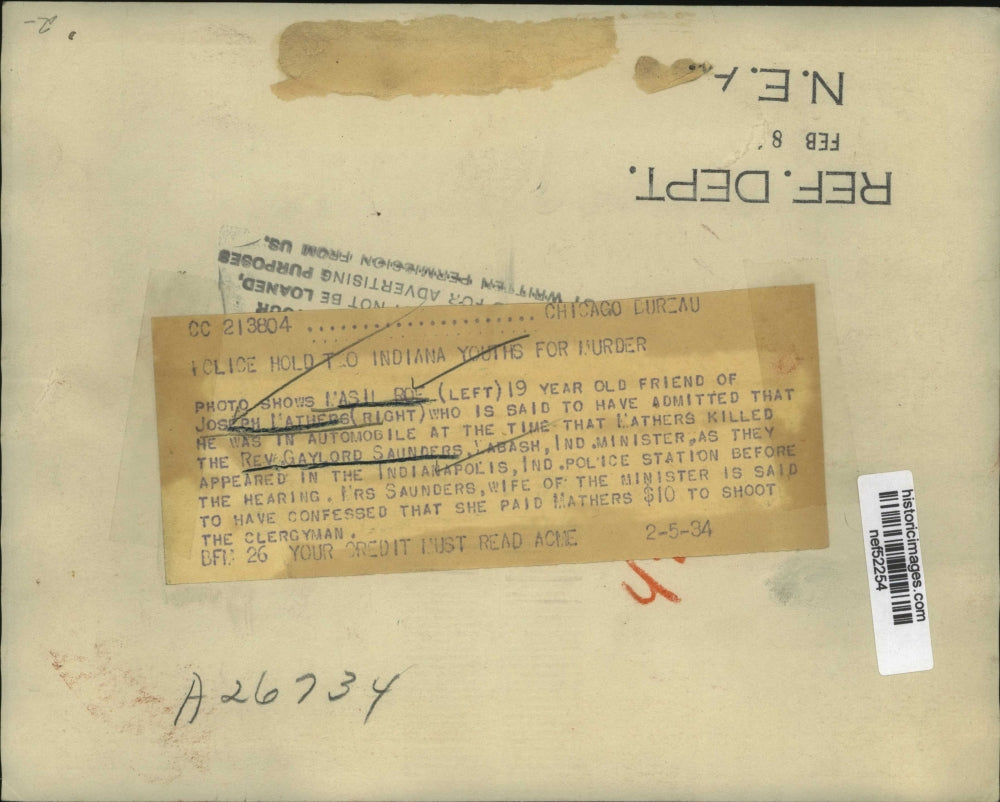 N.E.A.
FEB 8
REF. DEPT.
WRITTEN PERMISSION FROM US.
FOR ADVERTISING PURPOSES
NOT BE LOANED,
CC 213804 ........................ CHICAGO BUREAU
POLICE HOLD TWO INDIANA YOUTHS FOR MURDER
PHOTO SHOWS MASIL ROE (LEFT) 19 YEAR OLD FRIEND OF
JOSEPH MATHERS (RIGHT) WHO IS SAID TO HAVE ADMITTED THAT
HE WAS IN AUTOMOBILE AT THE TIME THAT MATHERS KILLED
THE REV. GAYLORD SAUNDERS, WABASH, IND. MINISTER, AS THEY
APPEARED IN THE INDIANAPOLIS, IND. POLICE STATION BEFORE
THE HEARING. MRS SAUNDERS, WIFE OF THE MINISTER IS SAID
TO HAVE CONFESSED THAT SHE PAID MATHERS $10 TO SHOOT
THE CLERGYMAN.
BFM 26 YOUR CREDIT MUST READ ACME 2-5-34
historicimages.com
nef52254
A26734